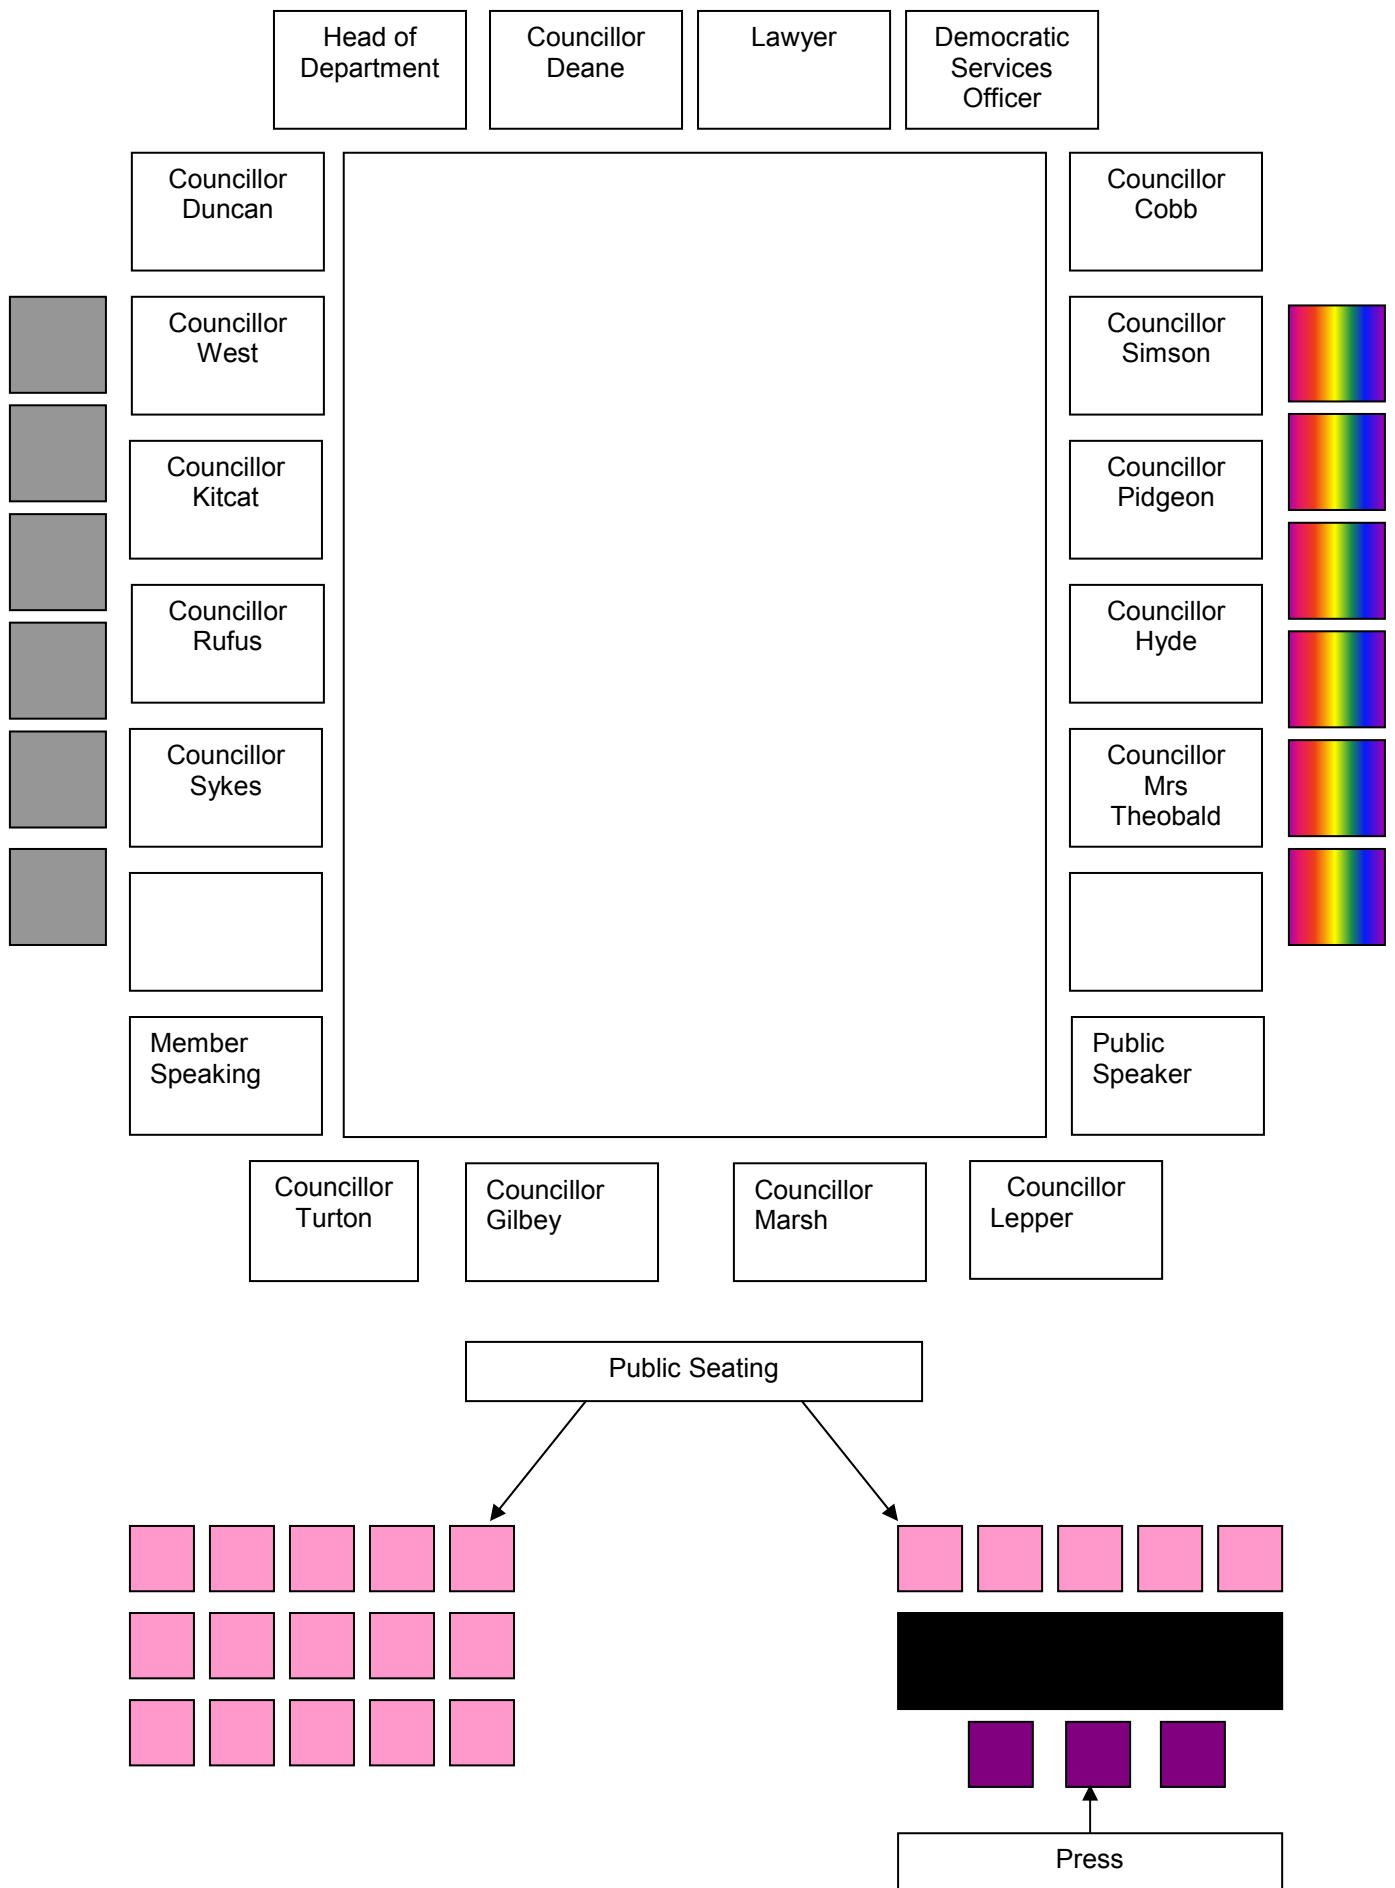 Head of
Department
Councillor
Deane
Lawyer
Democratic
Services
Officer
Councillor
Duncan
Councillor
Cobb
Councillor
West
Councillor
Simson
Councillor
Kitcat
Councillor
Pidgeon
Councillor
Rufus
Councillor
Hyde
Councillor
Sykes
Councillor
Mrs
Theobald
Member
Speaking
Public
Speaker
Councillor
Turton
Councillor
Gilbey
Councillor
Marsh
Councillor
Lepper
Public Seating
Press